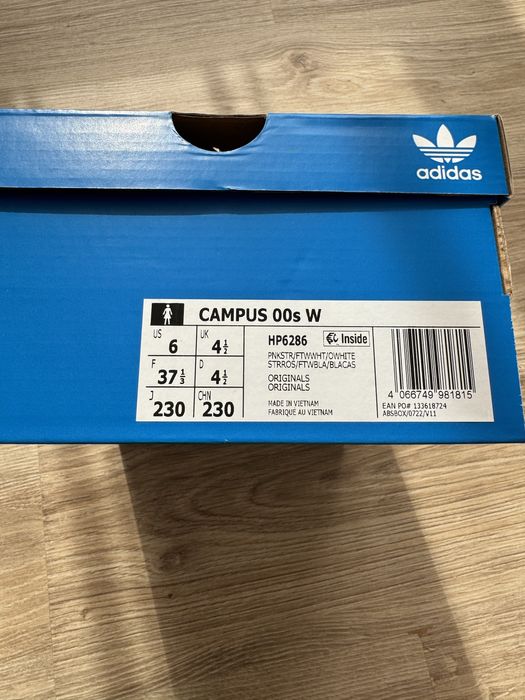 adidas
CAMPUS 00s W
US 6 UK 4½
F 37⅓ D 4½
J 230 CHN 230
HP6286 Inside
PNKSTR/FTWWHT/OWHITE
STRROS/FTWBLA/BLACAS
ORIGINALS
ORIGINALS
MADE IN VIETNAM
FABRIQUÉ AU VIETNAM
4 066749 981815
EAN PO# 133618724
ABSBOX/0722/V11